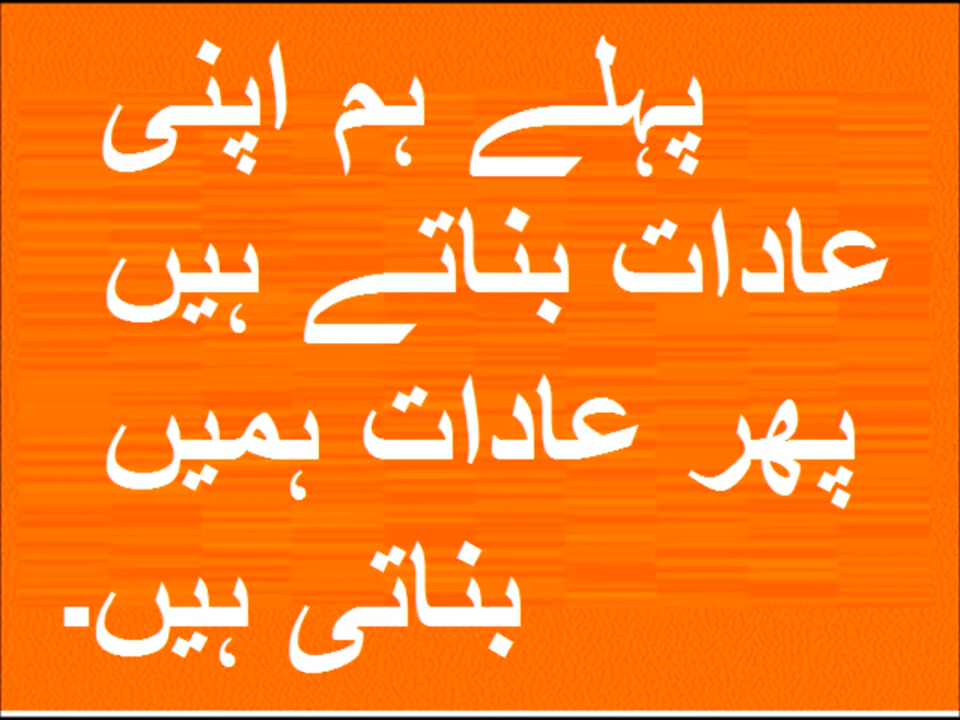 پہلے ہم اپنی
عادات بناتے ہیں
پھر عادات ہمیں
بناتی ہیں.